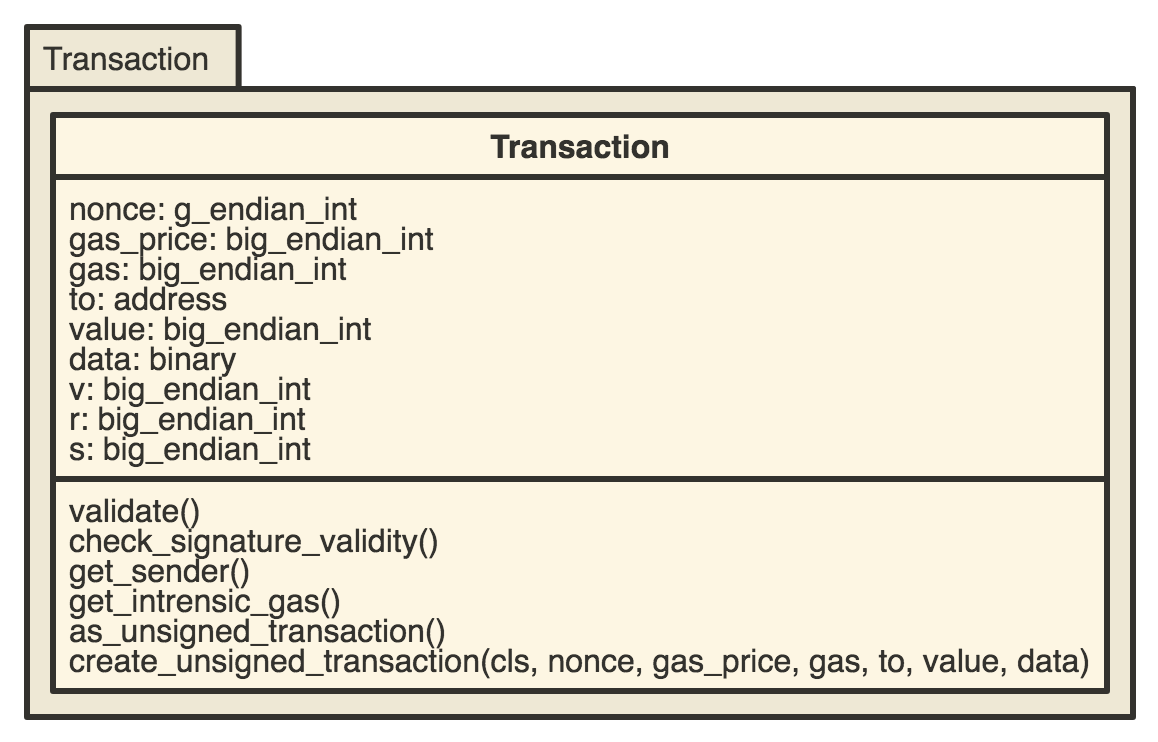 Transaction
Transaction
nonce: g_endian_int
gas_price: big_endian_int
gas: big_endian_int
to: address
value: big_endian_int
data: binary
v: big_endian_int
r: big_endian_int
s: big_endian_int
validate()
check_signature_validity()
get_sender()
get_intrensic_gas()
as_unsigned_transaction()
create_unsigned_transaction(cls, nonce, gas_price, gas, to, value, data)